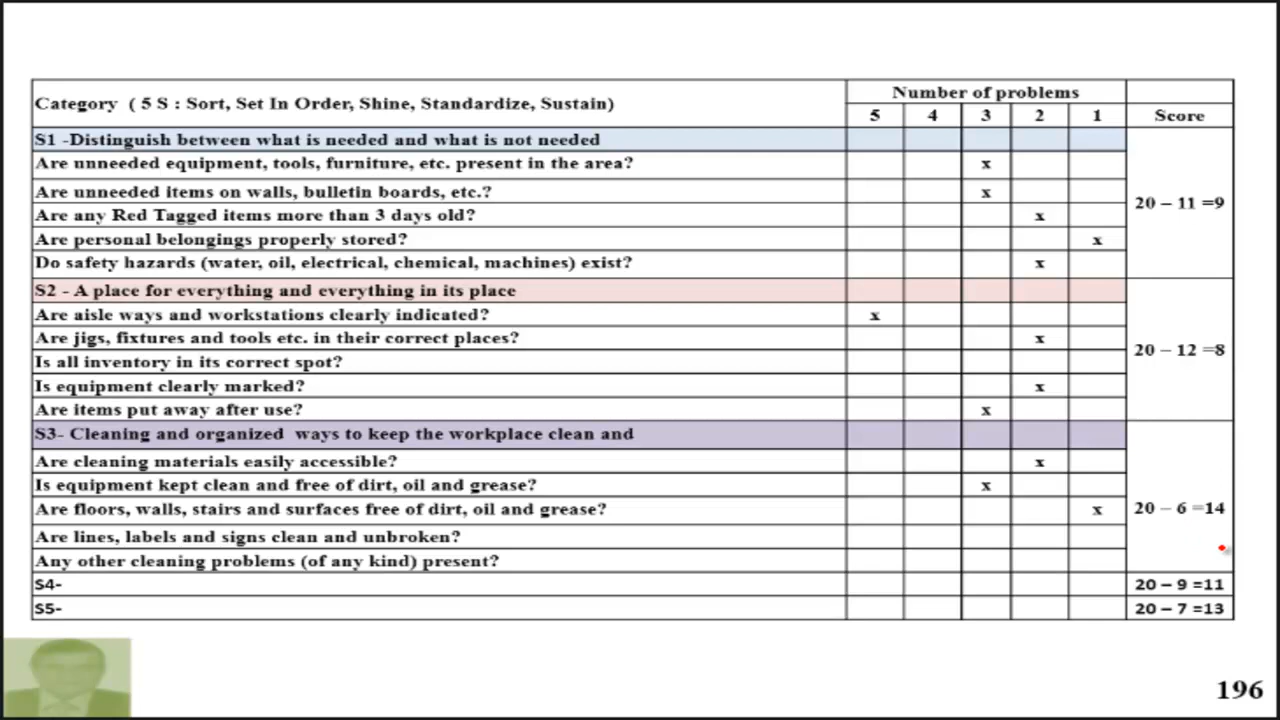 Category ( 5 S : Sort, Set In Order, Shine, Standardize, Sustain) Number of problems
5 4 3 2 1 Score
S1 -Distinguish between what is needed and what is not needed
Are unneeded equipment, tools, furniture, etc. present in the area? x
Are unneeded items on walls, bulletin boards, etc.? x
Are any Red Tagged items more than 3 days old? x
20 – 11 =9
Are personal belongings properly stored? x
Do safety hazards (water, oil, electrical, chemical, machines) exist? x
S2 - A place for everything and everything in its place
Are aisle ways and workstations clearly indicated? x
Are jigs, fixtures and tools etc. in their correct places? x
20 – 12 =8
Is all inventory in its correct spot?
Is equipment clearly marked? x
Are items put away after use? x
S3- Cleaning and organized ways to keep the workplace clean and
Are cleaning materials easily accessible? x
Is equipment kept clean and free of dirt, oil and grease? x
Are floors, walls, stairs and surfaces free of dirt, oil and grease? x 20 – 6 =14
Are lines, labels and signs clean and unbroken?
Any other cleaning problems (of any kind) present?
S4- 20 – 9 =11
S5- 20 – 7 =13
196